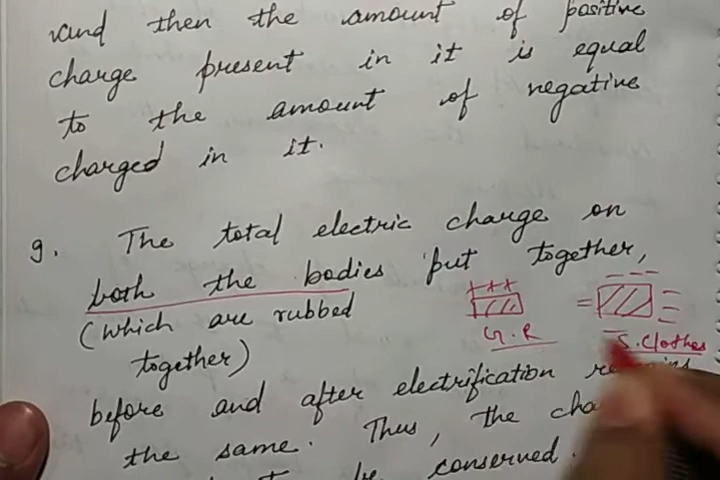 and then the amount of positive
charge present in it is equal
to the amount of negative
charged in it.
9. The total electric charge on
both the bodies put together,
(which are rubbed
together)
+++
G.R
=
S.Clothes
before and after electrification
the same. Thus, the
be conserved.